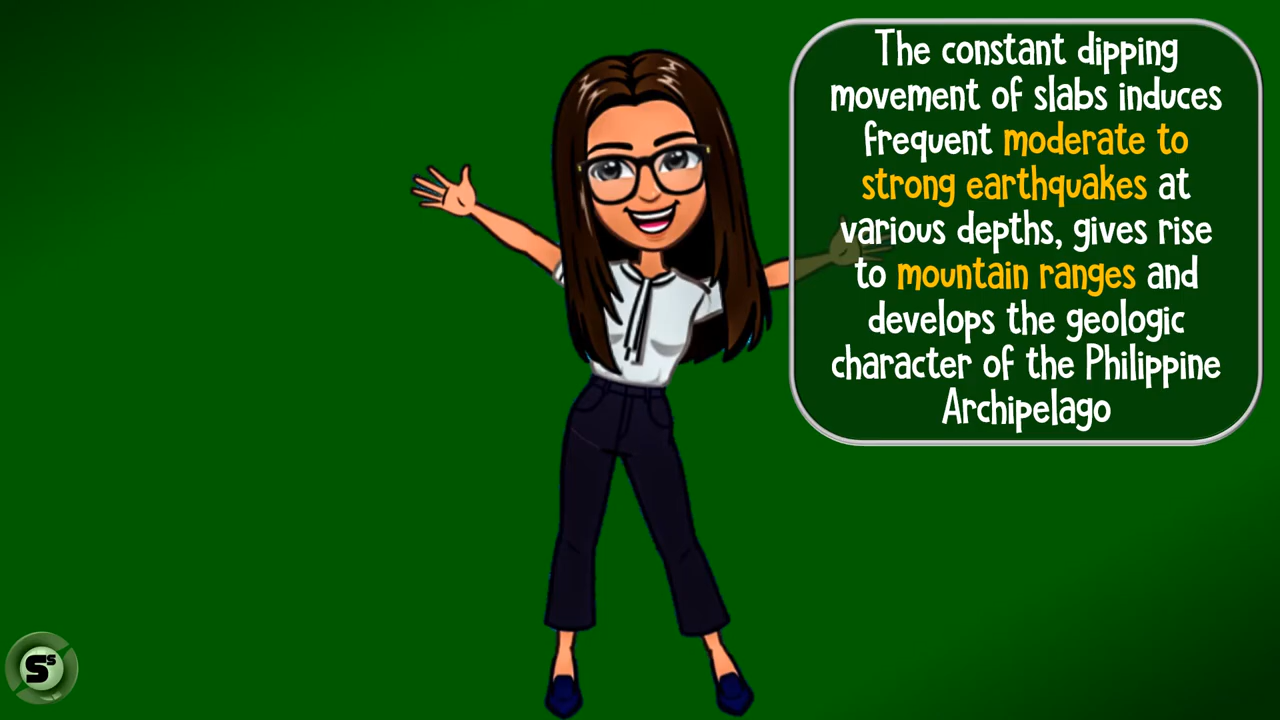 The constant dipping
movement of slabs induces
frequent moderate to
strong earthquakes at
various depths, gives rise
to mountain ranges and
develops the geologic
character of the Philippine
Archipelago
Ss